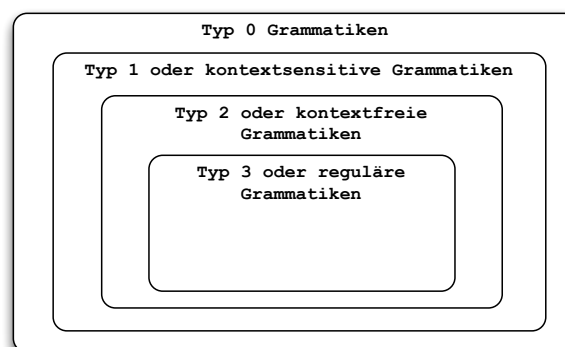 Typ 0 Grammatiken
Typ 1 oder kontextsensitive Grammatiken
Typ 2 oder kontextfreie
Grammatiken
Typ 3 oder reguläre
Grammatiken